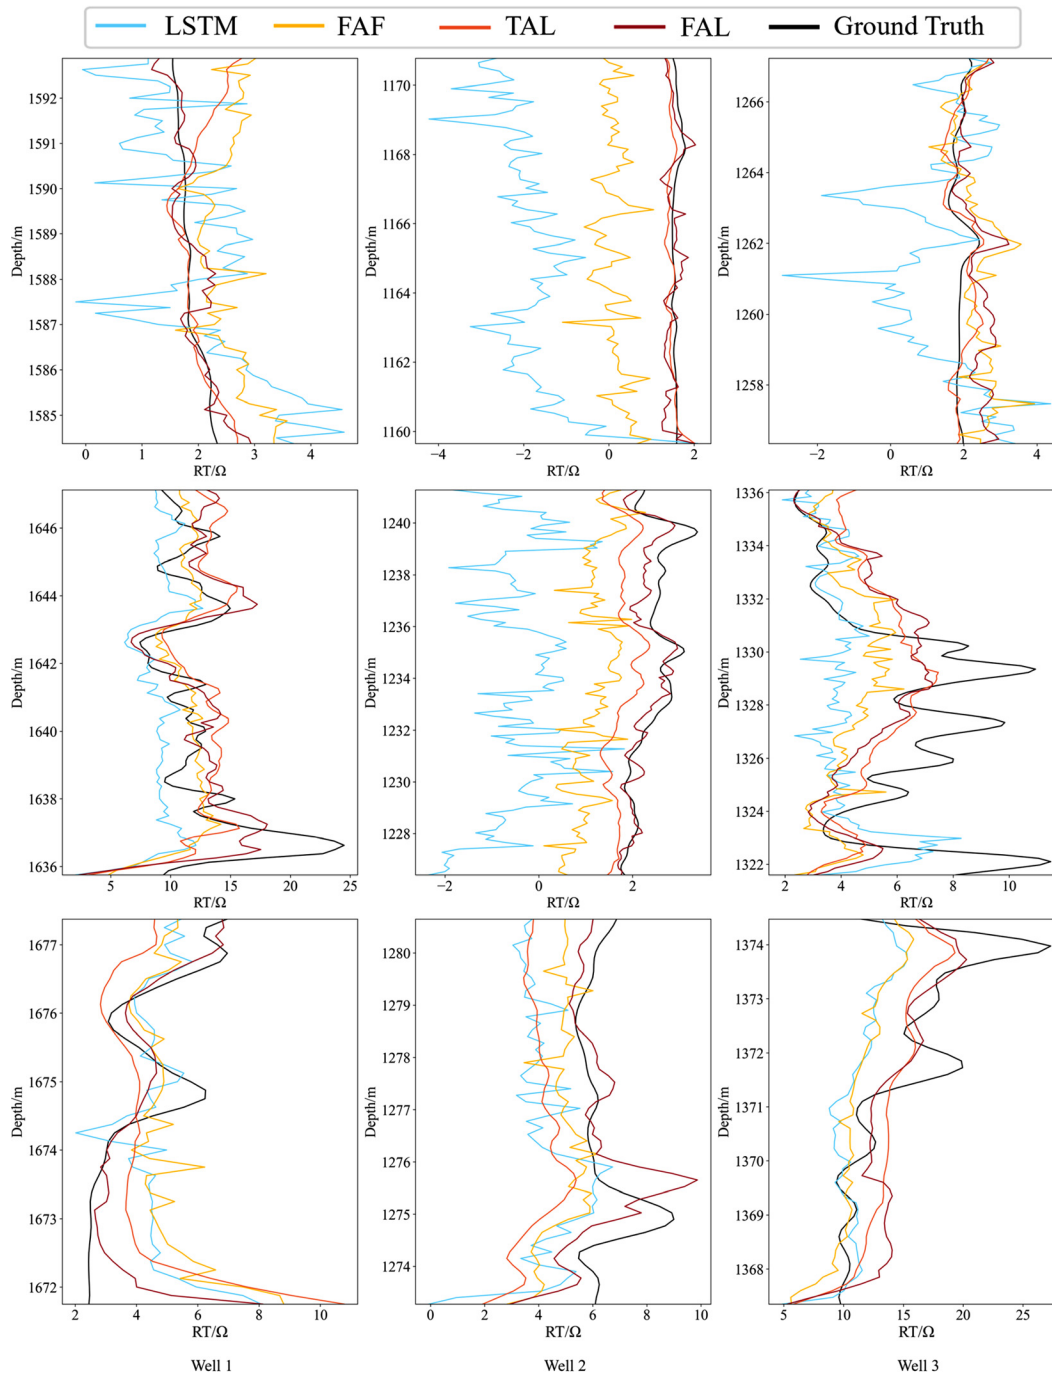 LSTM FAF TAL FAL Ground Truth
1592
1591
1590
1589
1588
1587
1586
1585
Depth/m
0 1 2 3 4
RT/Ω
1170
1168
1166
1164
1162
1160
Depth/m
−4 −2 0 2
RT/Ω
1266
1264
1262
1260
1258
Depth/m
−2 0 2 4
RT/Ω
1646
1644
1642
1640
1638
1636
Depth/m
5 10 15 20 25
RT/Ω
1240
1238
1236
1234
1232
1230
1228
Depth/m
−2 0 2
RT/Ω
1336
1334
1332
1330
1328
1326
1324
1322
Depth/m
2 4 6 8 10
RT/Ω
1677
1676
1675
1674
1673
1672
Depth/m
2 4 6 8 10
RT/Ω
1280
1279
1278
1277
1276
1275
1274
Depth/m
0 2 4 6 8 10
RT/Ω
1374
1373
1372
1371
1370
1369
1368
Depth/m
5 10 15 20 25
RT/Ω
Well 1 Well 2 Well 3